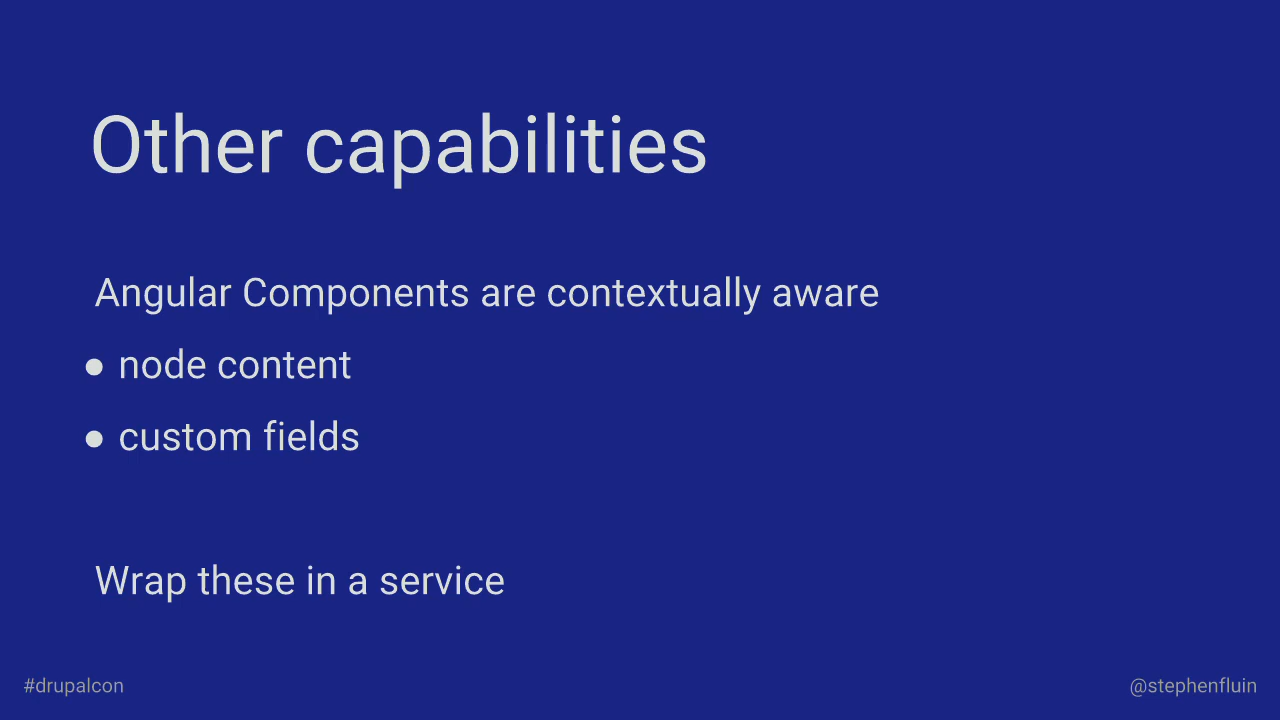 Other capabilities
Angular Components are contextually aware
● node content
● custom fields
Wrap these in a service
#drupalcon
@stephenfluin